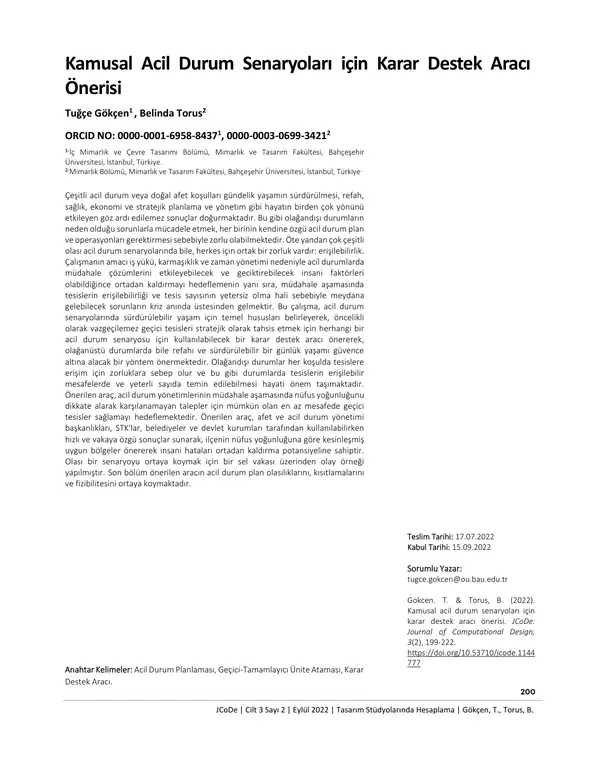 Kamusal Acil Durum Senaryoları için Karar Destek Aracı
Önerisi
Tuğçe Gökçen1 , Belinda Torus2
ORCID NO: 0000-0001-6958-84371, 0000-0003-0699-34212
1-İç Mimarlık ve Çevre Tasarımı Bölümü, Mimarlık ve Tasarım Fakültesi, Bahçeşehir
Üniversitesi, İstanbul, Türkiye.
2-Mimarlık Bölümü, Mimarlık ve Tasarım Fakültesi, Bahçeşehir Üniversitesi, İstanbul, Türkiye
Çeşitli acil durum veya doğal afet koşulları gündelik yaşamın sürdürülmesi, refah,
sağlık, ekonomi ve stratejik planlama ve yönetim gibi hayatın birden çok yönünü
etkileyen göz ardı edilemez sonuçlar doğurmaktadır. Bu gibi olağandışı durumların
neden olduğu sorunlarla mücadele etmek, her birinin kendine özgü acil durum plan
ve operasyonları gerektirmesi sebebiyle zorlu olabilmektedir. Öte yandan çok çeşitli
olası acil durum senaryolarında bile, herkes için ortak bir zorluk vardır: erişilebilirlik.
Çalışmanın amacı iş yükü, karmaşıklık ve zaman yönetimi nedeniyle acil durumlarda
müdahale çözümlerini etkileyebilecek ve geciktirebilecek insani faktörleri
olabildiğince ortadan kaldırmayı hedeflemenin yanı sıra, müdahale aşamasında
tesislerin erişilebilirliği ve tesis sayısının yetersiz olma hali sebebiyle meydana
gelebilecek sorunların kriz anında üstesinden gelmektir. Bu çalışma, acil durum
senaryolarında sürdürülebilir yaşam için temel hususları belirleyerek, öncelikli
olarak vazgeçilemez geçici tesisleri stratejik olarak tahsis etmek için herhangi bir
acil durum senaryosu için kullanılabilecek bir karar destek aracı önererek,
olağanüstü durumlarda bile refahı ve sürdürülebilir bir günlük yaşamı güvence
altına alacak bir yöntem önermektedir. Olağandışı durumlar her koşulda tesislere
erişim için zorluklara sebep olur ve bu gibi durumlarda tesislerin erişilebilir
mesafelerde ve yeterli sayıda temin edilebilmesi hayati önem taşımaktadır.
Önerilen araç, acil durum yönetimlerinin müdahale aşamasında nüfus yoğunluğunu
dikkate alarak karşılanamayan talepler için mümkün olan en az mesafede geçici
tesisler sağlamayı hedeflemektedir. Önerilen araç, afet ve acil durum yönetimi
başkanlıkları, STK'lar, belediyeler ve devlet kurumları tarafından kullanılabilirken
hızlı ve vakaya özgü sonuçlar sunarak, ilçenin nüfus yoğunluğuna göre kesinleşmiş
uygun bölgeler önererek insani hataları ortadan kaldırma potansiyeline sahiptir.
Olası bir senaryoyu ortaya koymak için bir sel vakası üzerinden olay örneği
yapılmıştır. Son bölüm önerilen aracın acil durum plan olasılıklarını, kısıtlamalarını
ve fizibilitesini ortaya koymaktadır.
Teslim Tarihi: 17.07.2022
Kabul Tarihi: 15.09.2022
Sorumlu Yazar:
tugce.gokcen@ou.bau.edu.tr
Gokcen. T. & Torus, B. (2022).
Kamusal acil durum senaryoları için
karar destek aracı önerisi. JCoDe:
Journal of Computational Design,
3(2), 199-222.
https://doi.org/10.53710/jcode.1144
777
Anahtar Kelimeler: Acil Durum Planlaması, Geçici-Tamamlayıcı Ünite Ataması, Karar
Destek Aracı.
200
JCoDe | Cilt 3 Sayı 2 | Eylül 2022 | Tasarım Stüdyolarında Hesaplama | Gökçen, T., Torus, B.